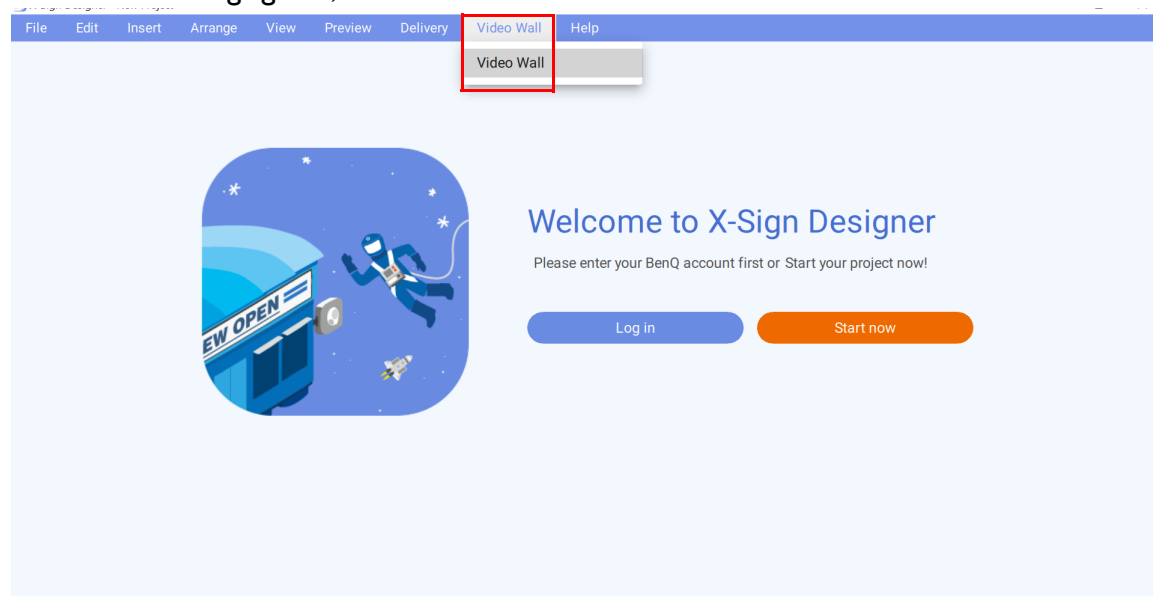 File Edit Insert Arrange View Preview Delivery Video Wall Help
Video Wall
Welcome to X-Sign Designer
Please enter your BenQ account first or Start your project now!
Log in Start now
EW OPEN